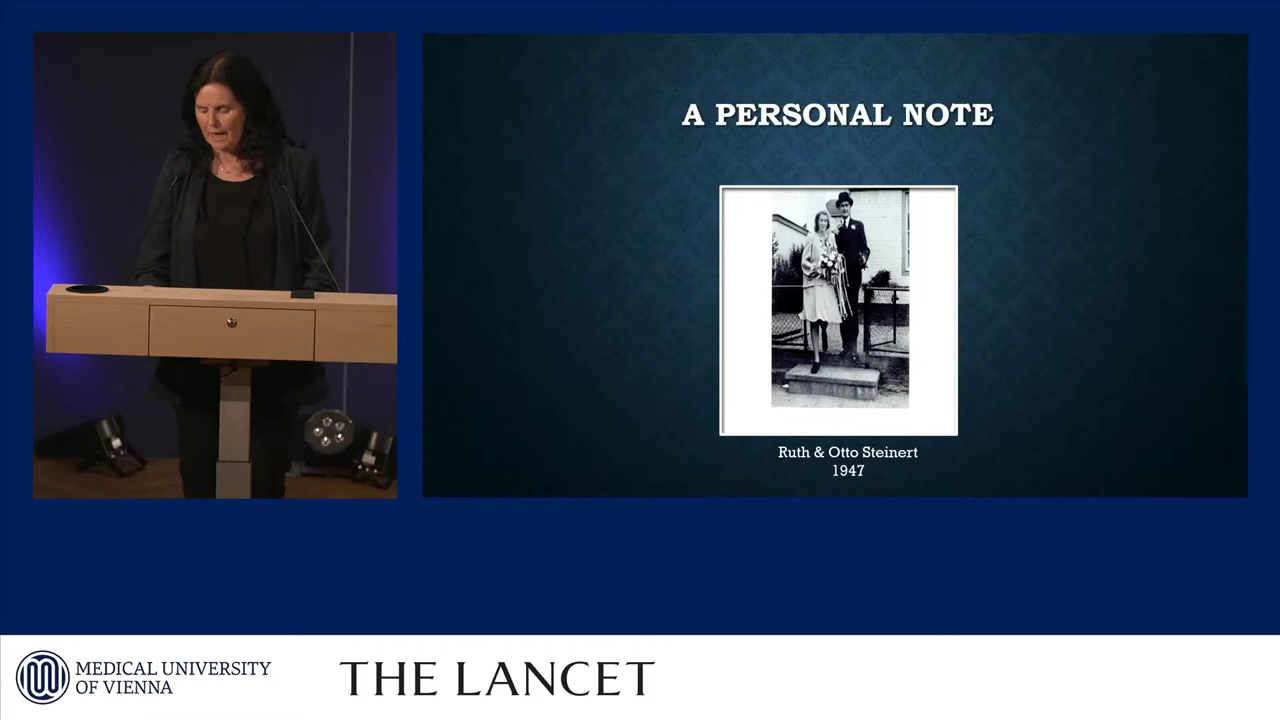 A PERSONAL NOTE
Ruth & Otto Steinert
1947
MEDICAL UNIVERSITY
OF VIENNA
THE LANCET